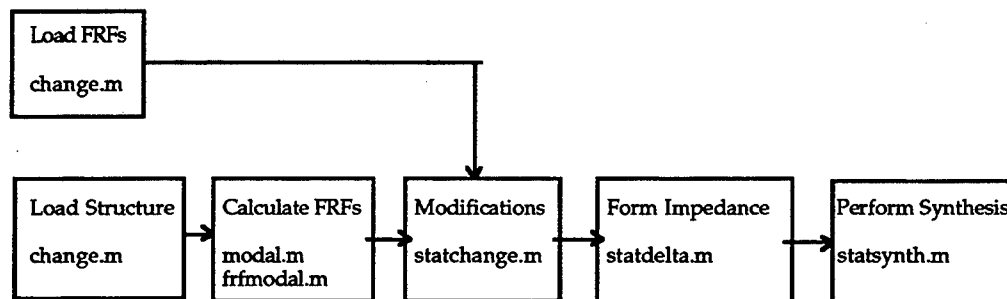 Load FRFs
change.m
Load Structure
change.m
Calculate FRFs
modal.m
frfmodal.m
Modifications
statchange.m
Form Impedance
statdelta.m
Perform Synthesis
statsynth.m